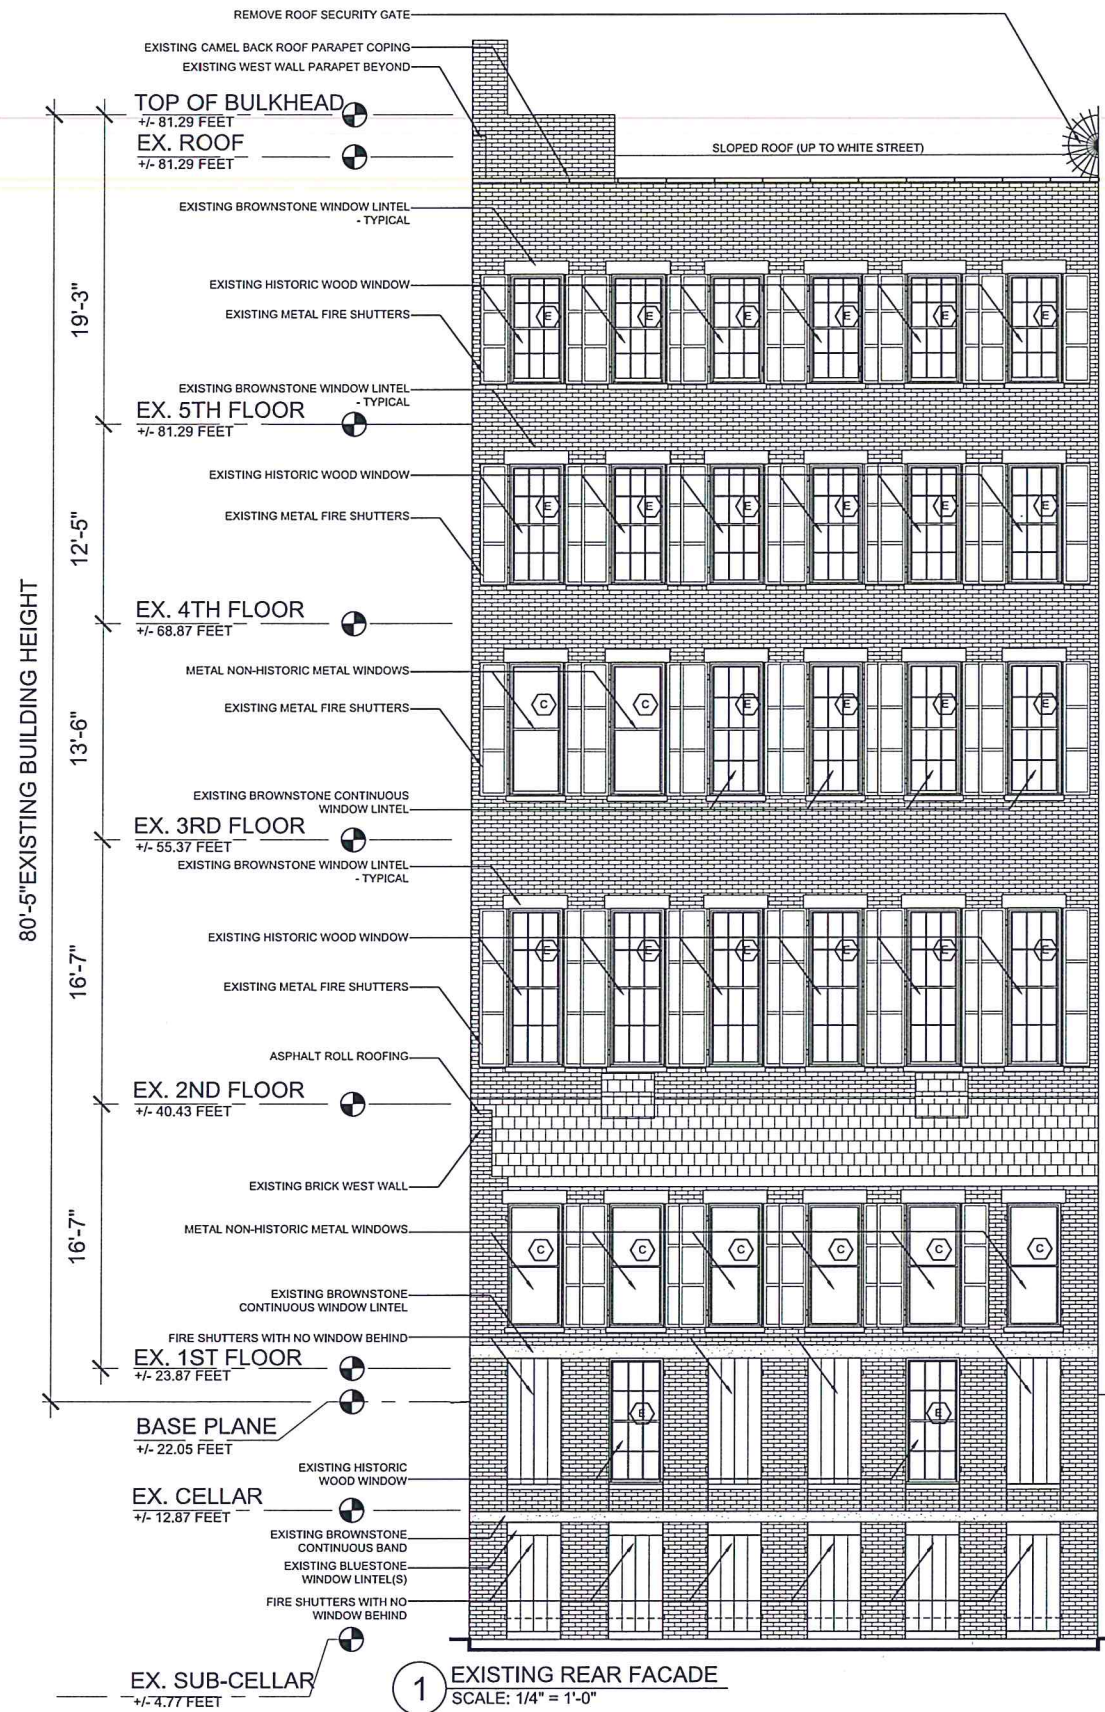 REMOVE ROOF SECURITY GATE
EXISTING CAMEL BACK ROOF PARAPET COPING
EXISTING WEST WALL PARAPET BEYOND
TOP OF BULKHEAD
+/- 81.29 FEET
EX. ROOF
+/- 81.29 FEET
SLOPED ROOF (UP TO WHITE STREET)
EXISTING BROWNSTONE WINDOW LINTEL
- TYPICAL
19'-3"
EXISTING HISTORIC WOOD WINDOW
EXISTING METAL FIRE SHUTTERS
E E E E E E
EXISTING BROWNSTONE WINDOW LINTEL
- TYPICAL
EX. 5TH FLOOR
+/- 81.29 FEET
EXISTING HISTORIC WOOD WINDOW
E E E E E E
EXISTING METAL FIRE SHUTTERS
12'-5"
EX. 4TH FLOOR
+/- 68.87 FEET
METAL NON-HISTORIC METAL WINDOWS
C C E E E E
EXISTING METAL FIRE SHUTTERS
13'-6"
80'-5"EXISTING BUILDING HEIGHT
EXISTING BROWNSTONE CONTINUOUS
WINDOW LINTEL
EX. 3RD FLOOR
+/- 55.37 FEET
EXISTING BROWNSTONE WINDOW LINTEL
- TYPICAL
EXISTING HISTORIC WOOD WINDOW
E E E E E E
16'-7"
EXISTING METAL FIRE SHUTTERS
ASPHALT ROLL ROOFING
EX. 2ND FLOOR
+/- 40.43 FEET
EXISTING BRICK WEST WALL
METAL NON-HISTORIC METAL WINDOWS
C C C C C C
16'-7"
EXISTING BROWNSTONE
CONTINUOUS WINDOW LINTEL
FIRE SHUTTERS WITH NO WINDOW BEHIND
EX. 1ST FLOOR
+/- 23.87 FEET
BASE PLANE
+/- 22.05 FEET
E E
EXISTING HISTORIC
WOOD WINDOW
EX. CELLAR
+/- 12.87 FEET
EXISTING BROWNSTONE
CONTINUOUS BAND
EXISTING BLUESTONE
WINDOW LINTEL(S)
FIRE SHUTTERS WITH NO
WINDOW BEHIND
EX. SUB-CELLAR
+/- 4.77 FEET
1 EXISTING REAR FACADE
SCALE: 1/4" = 1'-0"